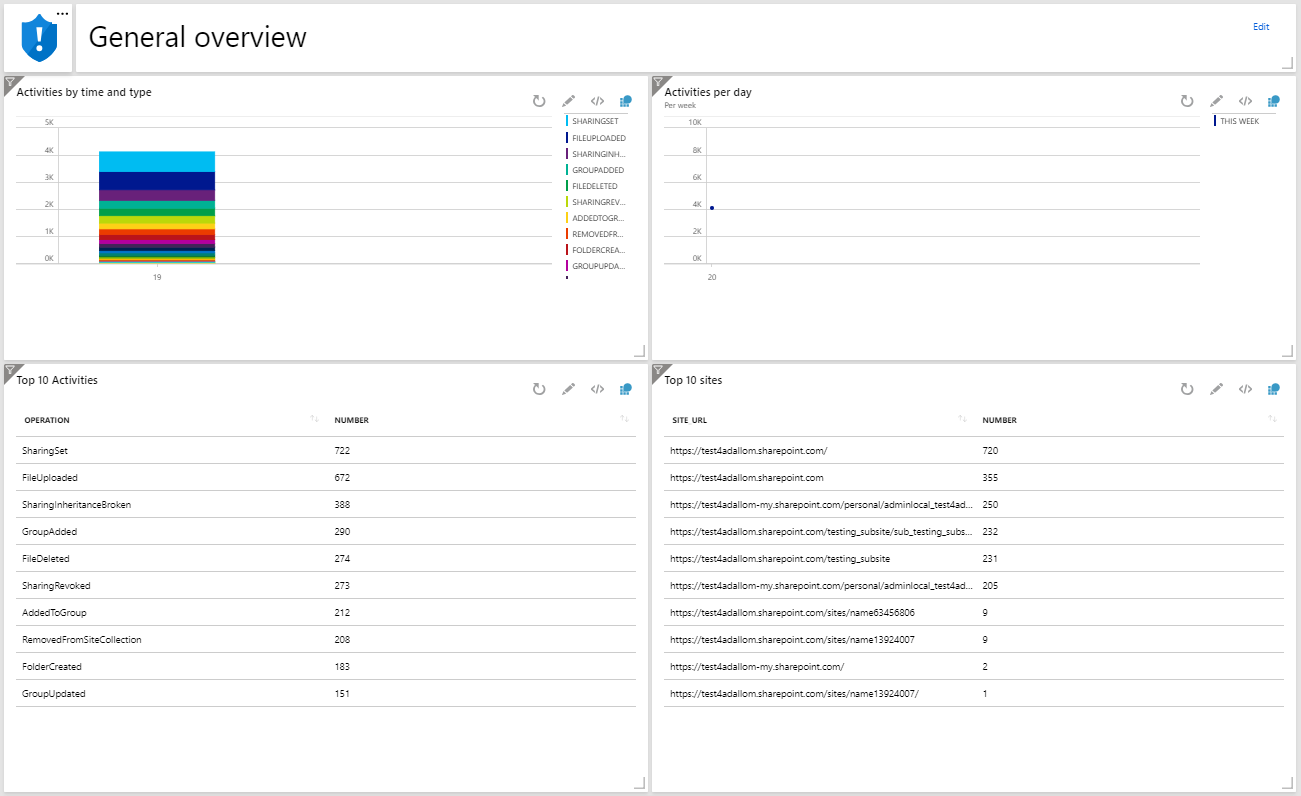 General overview
Edit
Activities by time and type
5K
4K
3K
2K
1K
0K
19
SHARINGSET
FILEUPLOADED
SHARINGINH...
GROUPADDED
FILEDELETED
SHARINGREV...
ADDEDTOGR...
REMOVEDFR...
FOLDERCREA...
GROUPUPDA...
Activities per day
Per week
10K
8K
6K
4K
2K
0K
20
THIS WEEK
Top 10 Activities
OPERATION NUMBER
SharingSet 722
FileUploaded 672
SharingInheritanceBroken 388
GroupAdded 290
FileDeleted 274
SharingRevoked 273
AddedToGroup 212
RemovedFromSiteCollection 208
FolderCreated 183
GroupUpdated 151
Top 10 sites
SITE_URL NUMBER
https://test4adallom.sharepoint.com/ 720
https://test4adallom.sharepoint.com 355
https://test4adallom-my.sharepoint.com/personal/adminlocal_test4ad... 250
https://test4adallom.sharepoint.com/testing_subsite/sub_testing_subs... 232
https://test4adallom.sharepoint.com/testing_subsite 231
https://test4adallom-my.sharepoint.com/personal/adminlocal_test4ad... 205
https://test4adallom.sharepoint.com/sites/name63456806 9
https://test4adallom.sharepoint.com/sites/name13924007 9
https://test4adallom-my.sharepoint.com/ 2
https://test4adallom.sharepoint.com/sites/name13924007/ 1